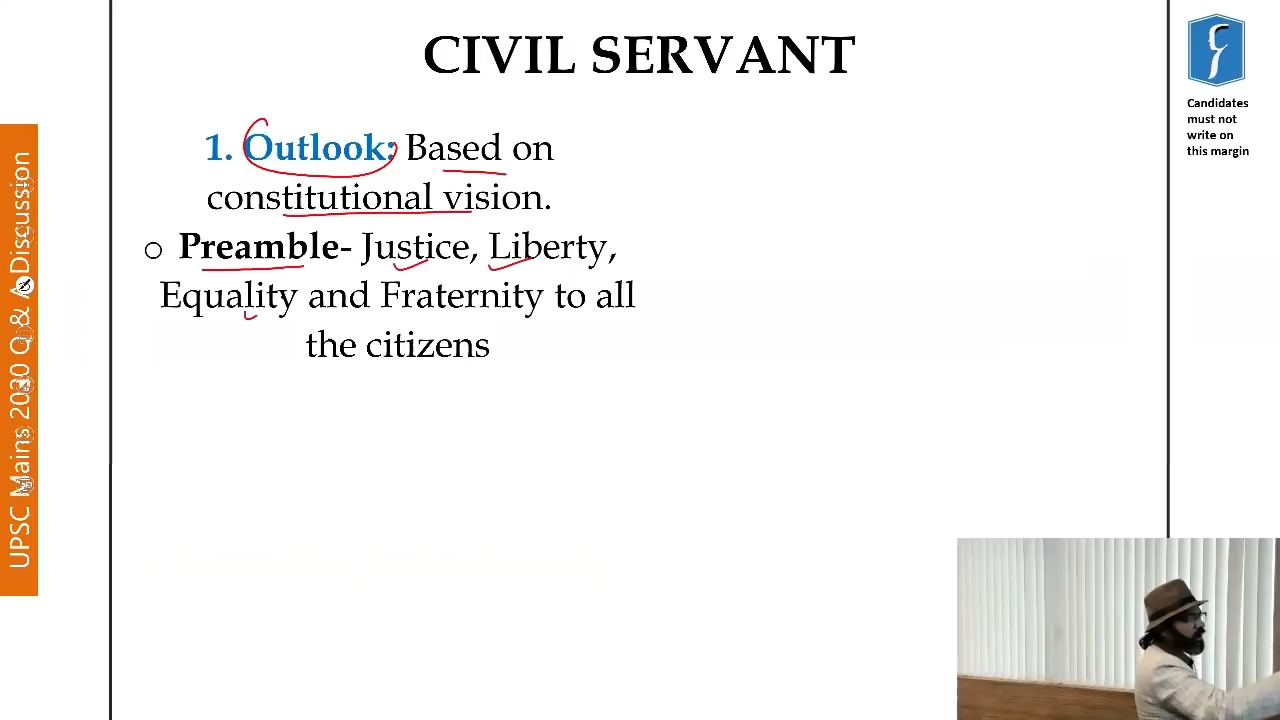 CIVIL SERVANT
1. Outlook: Based on
constitutional vision.
o Preamble- Justice, Liberty,
Equality and Fraternity to all
the citizens
Candidates
must not
write on
this margin
UPSC Mains 2020 Q & A Discussion